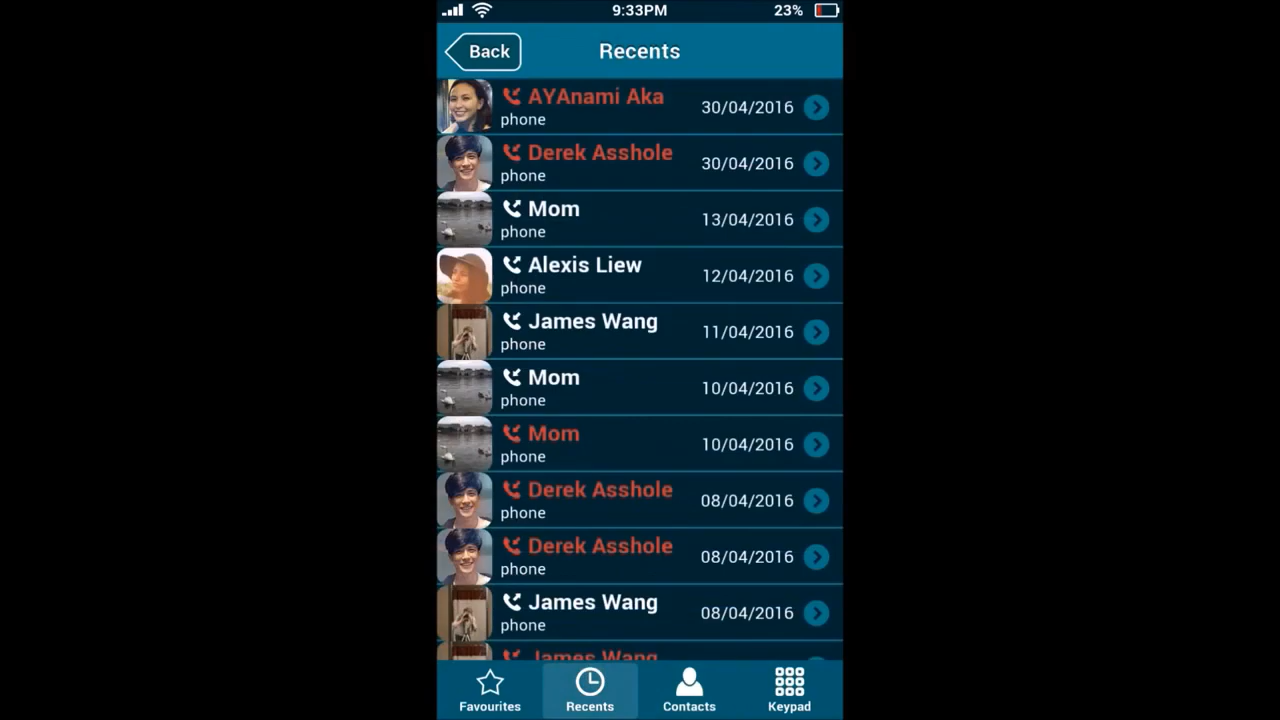 9:33PM
23%
Back
Recents
AYAnami Aka
phone
30/04/2016
Derek Asshole
phone
30/04/2016
Mom
phone
13/04/2016
Alexis Liew
phone
12/04/2016
James Wang
phone
11/04/2016
Mom
phone
10/04/2016
Mom
phone
10/04/2016
Derek Asshole
phone
08/04/2016
Derek Asshole
phone
08/04/2016
James Wang
phone
08/04/2016
James Wang
Favourites
Recents
Contacts
Keypad